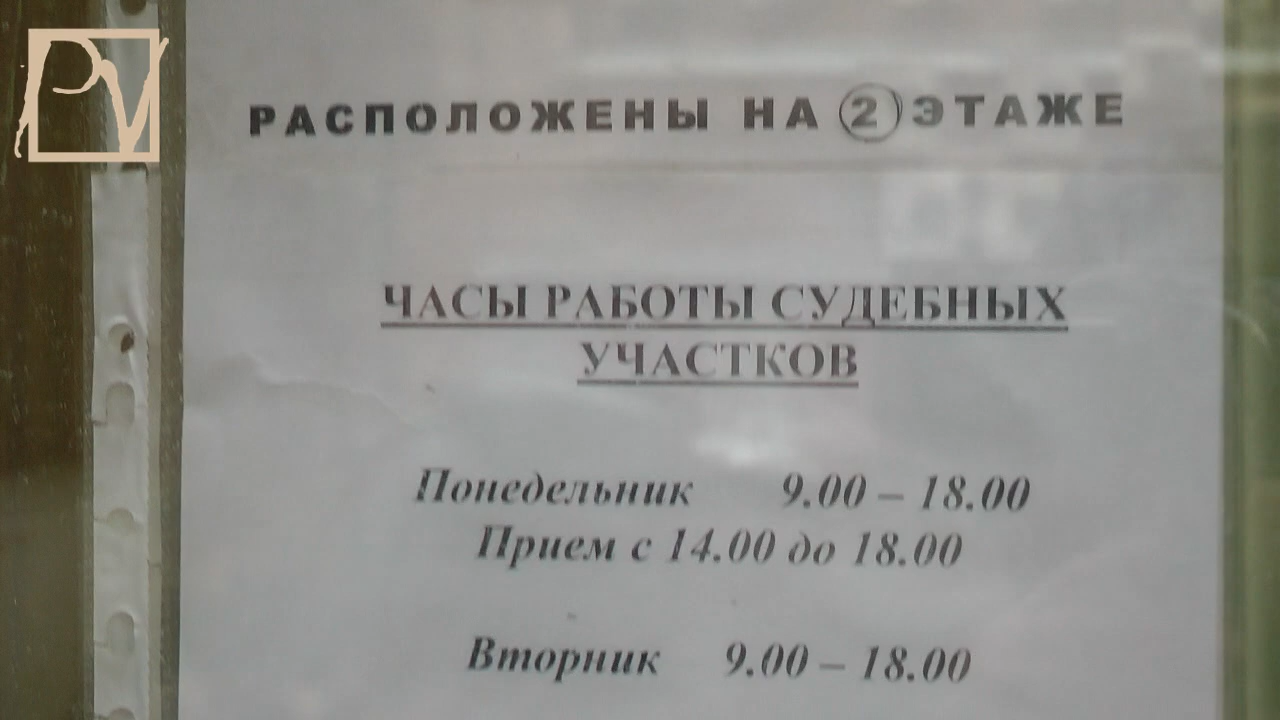 PV
РАСПОЛОЖЕНЫ НА 2 ЭТАЖЕ
ЧАСЫ РАБОТЫ СУДЕБНЫХ
УЧАСТКОВ
Понедельник 9.00 – 18.00
Прием с 14.00 до 18.00
Вторник 9.00 – 18.00